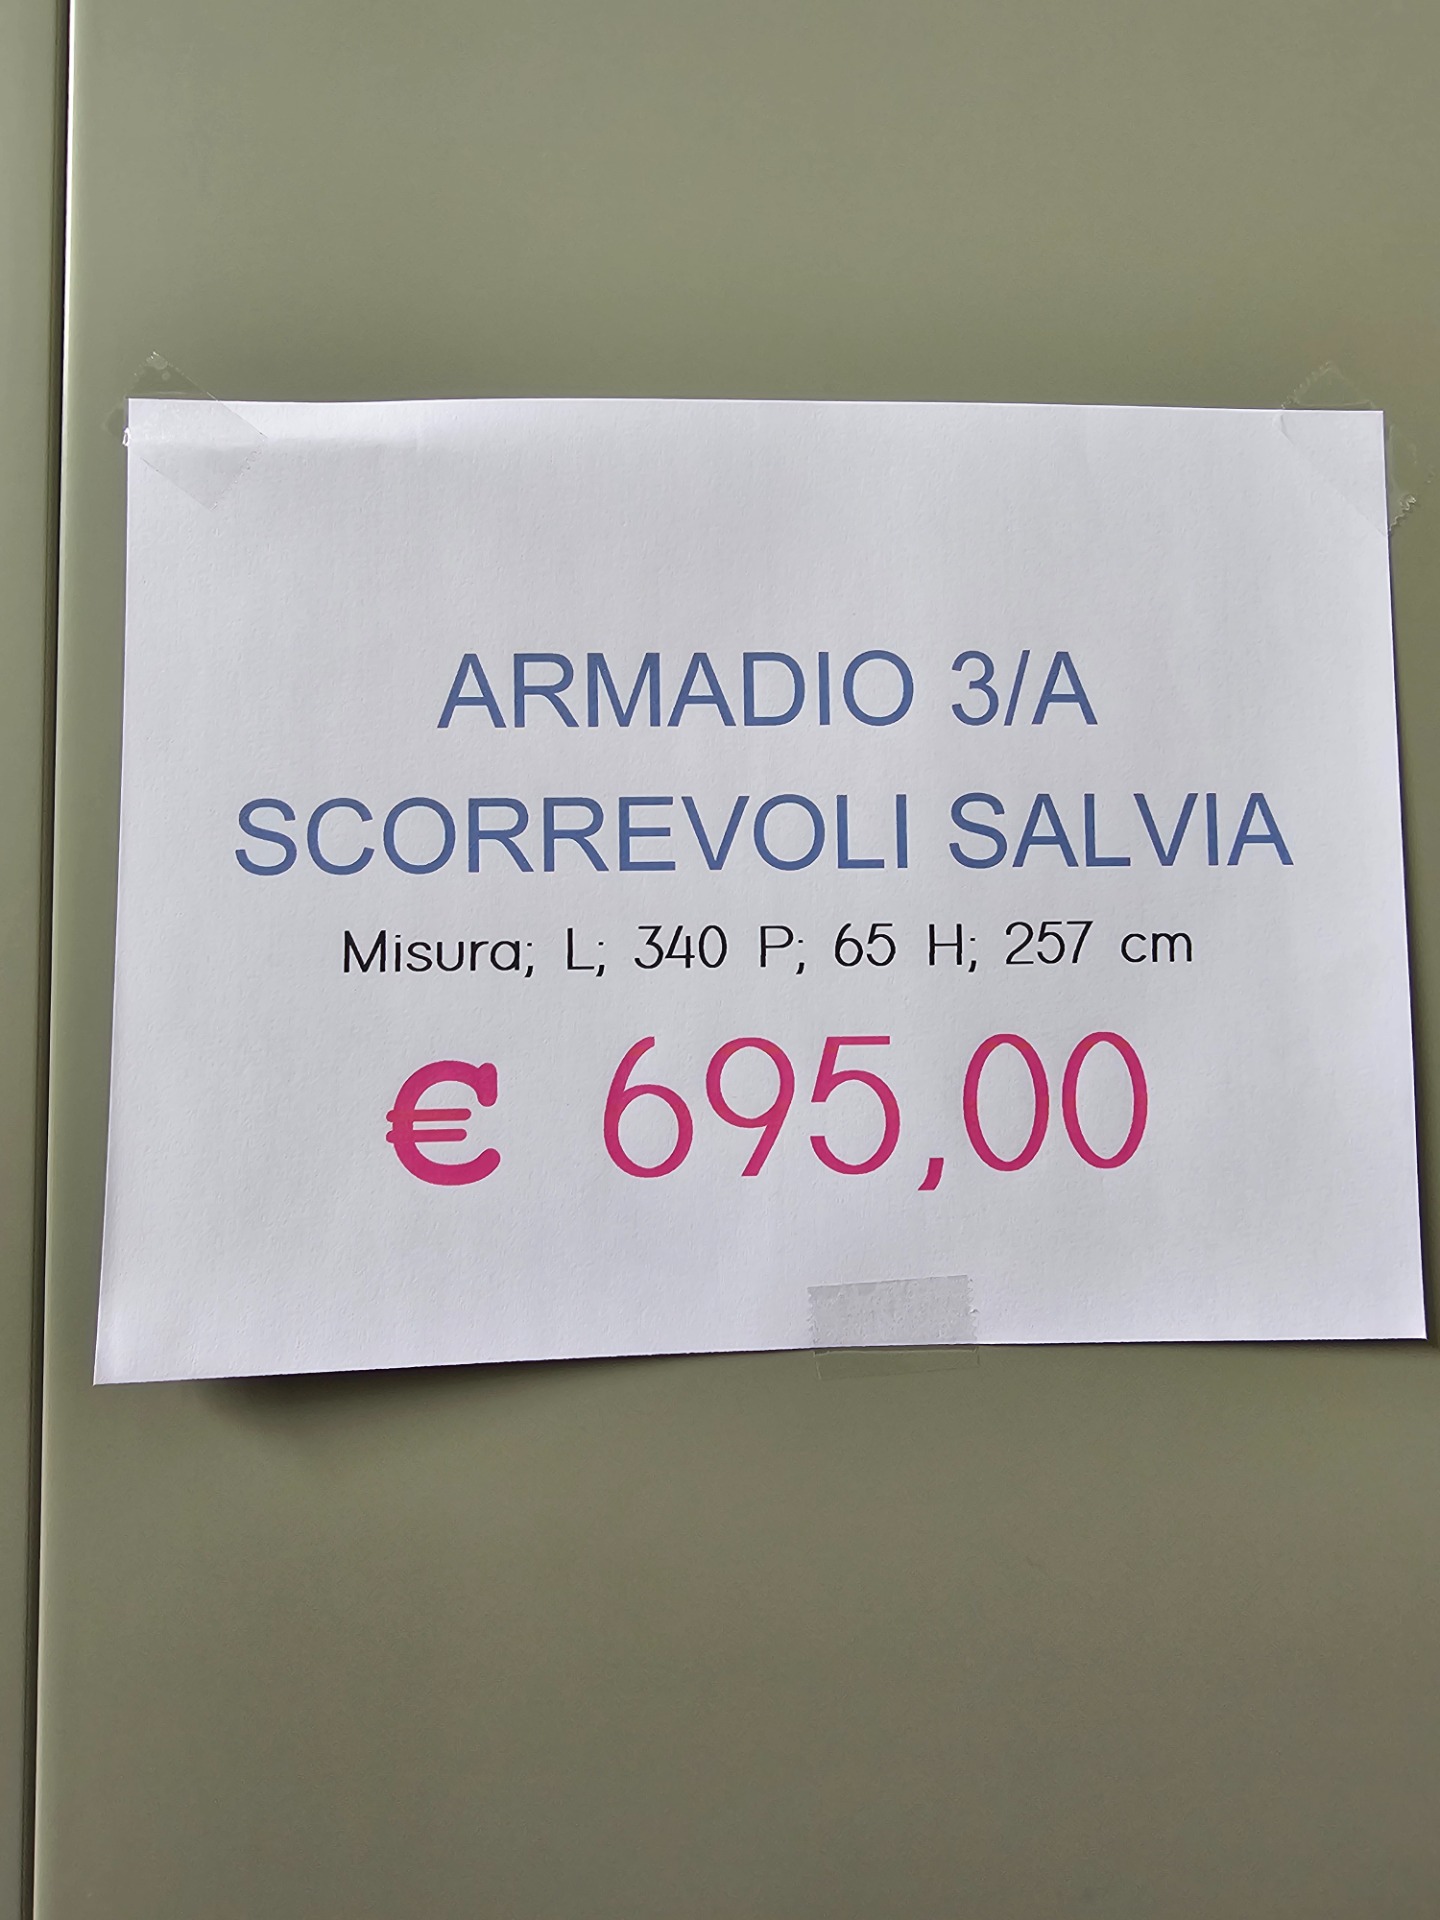 ARMADIO 3/A
SCORREVOLI SALVIA
Misura; L; 340 P; 65 H; 257 cm
€ 695,00